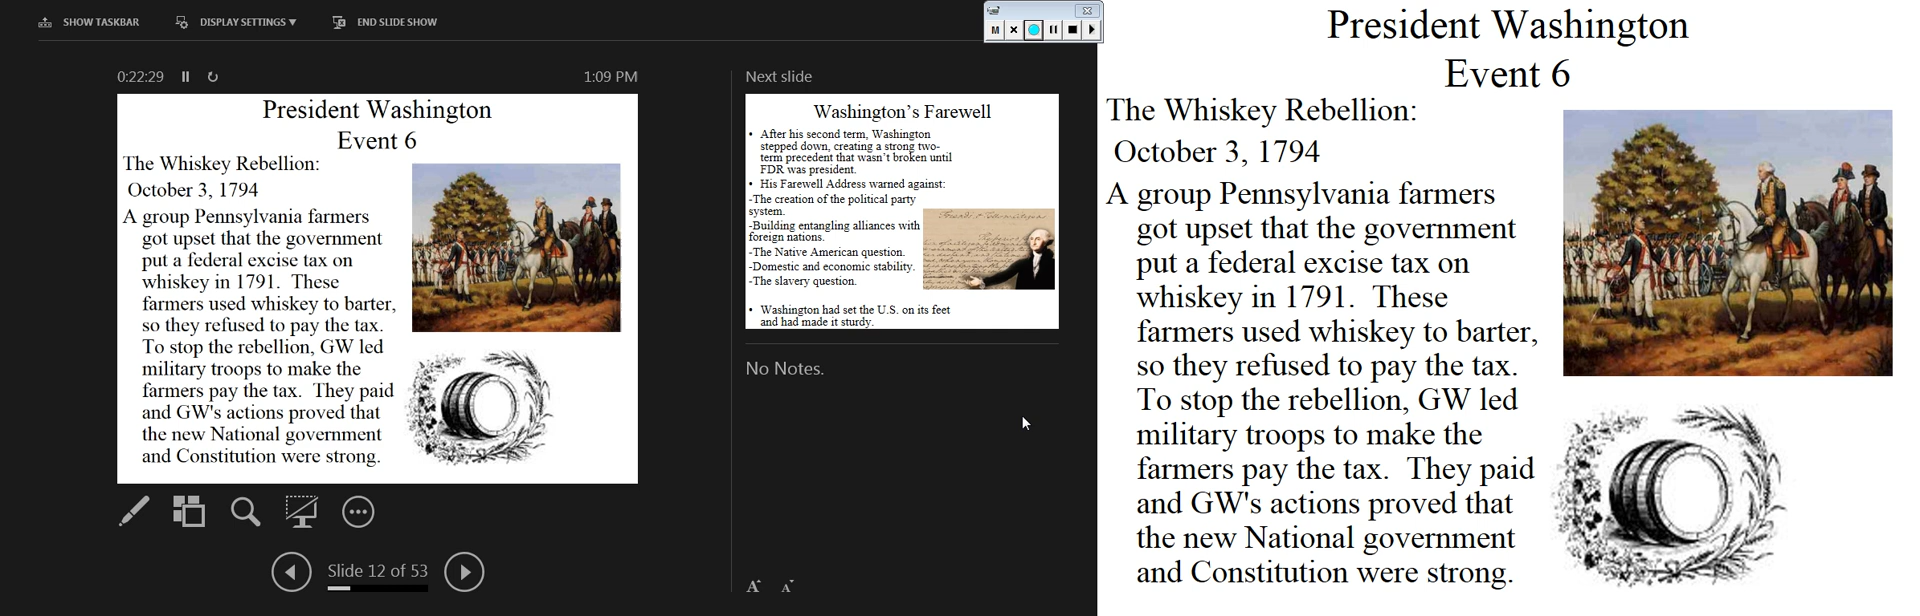 SHOW TASKBAR
DISPLAY SETTINGS ▼
END SLIDE SHOW
0:22:29
1:09 PM
President Washington
Event 6
The Whiskey Rebellion:
October 3, 1794
A group Pennsylvania farmers
got upset that the government
put a federal excise tax on
whiskey in 1791.  These
farmers used whiskey to barter,
so they refused to pay the tax.
To stop the rebellion, GW led
military troops to make the
farmers pay the tax.  They paid
and GW's actions proved that
the new National government
and Constitution were strong.
Slide 12 of 53
Next slide
Washington's Farewell
• After his second term, Washington
stepped down, creating a strong two-
term precedent that wasn't broken until
FDR was president.
• His Farewell Address warned against:
-The creation of the political party
system.
-Building entangling alliances with
foreign nations.
-The Native American question.
-Domestic and economic stability.
-The slavery question.
• Washington had set the U.S. on its feet
and had made it sturdy.
No Notes.
A A
M
President Washington
Event 6
The Whiskey Rebellion:
October 3, 1794
A group Pennsylvania farmers
got upset that the government
put a federal excise tax on
whiskey in 1791.  These
farmers used whiskey to barter,
so they refused to pay the tax.
To stop the rebellion, GW led
military troops to make the
farmers pay the tax.  They paid
and GW's actions proved that
the new National government
and Constitution were strong.